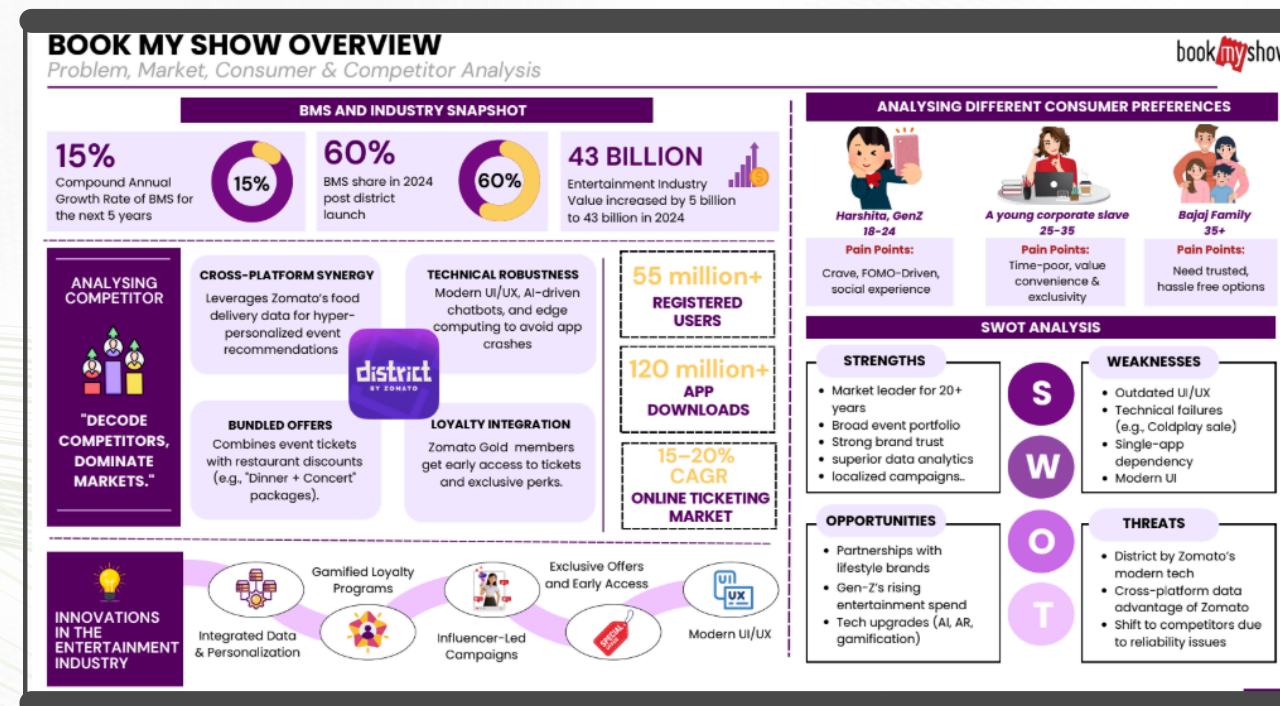 BOOK MY SHOW OVERVIEW
Problem, Market, Consumer & Competitor Analysis
bookmyshow
BMS AND INDUSTRY SNAPSHOT
15%
Compound Annual
Growth Rate of BMS for
the next 5 years
15%
60%
BMS share in 2024
post district
launch
60%
43 BILLION
Entertainment Industry
Value increased by 5 billion
to 43 billion in 2024
ANALYSING
COMPETITOR
"DECODE
COMPETITORS,
DOMINATE
MARKETS."
CROSS-PLATFORM SYNERGY
Leverages Zomato's food
delivery data for hyper-
personalized event
recommendations
TECHNICAL ROBUSTNESS
Modern UI/UX, AI-driven
chatbots, and edge
computing to avoid app
crashes
district
BY ZOMATO
BUNDLED OFFERS
Combines event tickets
with restaurant discounts
(e.g., "Dinner + Concert"
packages).
LOYALTY INTEGRATION
Zomato Gold members
get early access to tickets
and exclusive perks.
55 million+
REGISTERED
USERS
120 million+
APP
DOWNLOADS
15–20%
CAGR
ONLINE TICKETING
MARKET
INNOVATIONS
IN THE
ENTERTAINMENT
INDUSTRY
Integrated Data
& Personalization
Gamified Loyalty
Programs
Influencer-Led
Campaigns
Exclusive Offers
and Early Access
SPECIAL
UI
UX
Modern UI/UX
ANALYSING DIFFERENT CONSUMER PREFERENCES
Harshita, GenZ
18-24
Pain Points:
Crave, FOMO-Driven,
social experience
A young corporate slave
25-35
Pain Points:
Time-poor, value
convenience &
exclusivity
Bajaj Family
35+
Pain Points:
Need trusted,
hassle free options
SWOT ANALYSIS
STRENGTHS
• Market leader for 20+
years
• Broad event portfolio
• Strong brand trust
• superior data analytics
• localized campaigns..
S
W
O
T
WEAKNESSES
• Outdated UI/UX
• Technical failures
(e.g., Coldplay sale)
• Single-app
dependency
• Modern UI
OPPORTUNITIES
• Partnerships with
lifestyle brands
• Gen-Z's rising
entertainment spend
• Tech upgrades (AI, AR,
gamification)
THREATS
• District by Zomato's
modern tech
• Cross-platform data
advantage of Zomato
• Shift to competitors due
to reliability issues